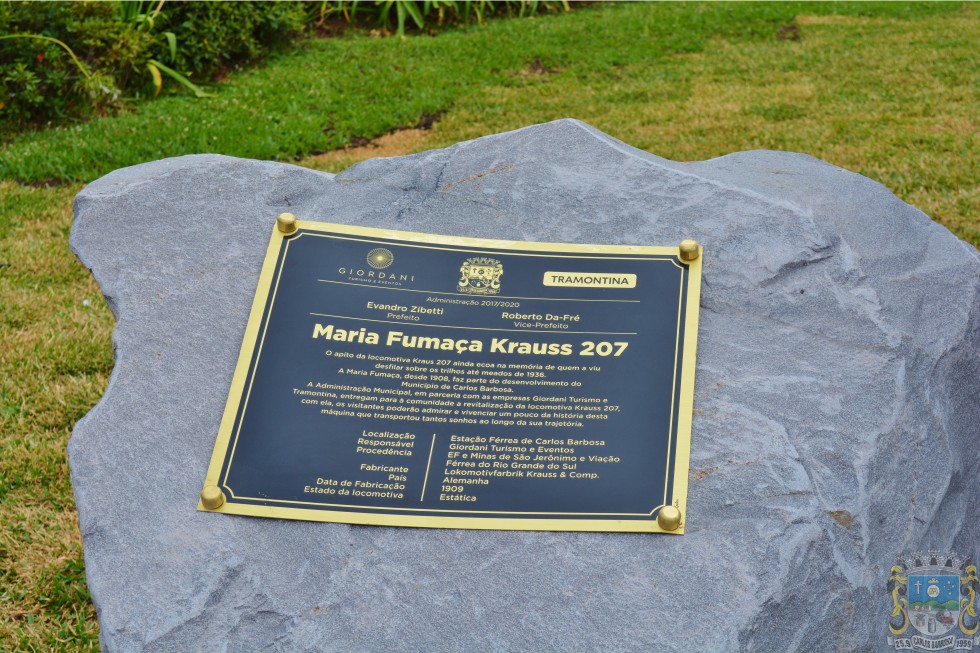 GIORDANI
TURISMO E EVENTOS
TRAMONTINA
Administração 2017/2020
Evandro Zibetti
Prefeito
Roberto Da-Fré
Vice-Prefeito
Maria Fumaça Krauss 207
O apito da locomotiva Kraus 207 ainda ecoa na memória de quem a viu
desfilar sobre os trilhos até meados de 1936.
A Maria Fumaça, desde 1908, faz parte do desenvolvimento do
Município de Carlos Barbosa.
A Administração Municipal, em parceria com as empresas Giordani Turismo e
Tramontina, entregam para à comunidade a revitalização da locomotiva Krauss 207,
com ela, os visitantes poderão admirar e vivenciar um pouco da história desta
máquina que transportou tantos sonhos ao longo da sua trajetória.
Localização
Responsável
Procedência
Fabricante
País
Data de Fabricação
Estado da locomotiva
Estação Férrea de Carlos Barbosa
Giordani Turismo e Eventos
EF e Minas de São Jerônimo e Viação
Férrea do Rio Grande do Sul
Lokomotivfarbrik Krauss & Comp.
Alemanha
1909
Estática
25.9 CARLOS BARBOSA 1959